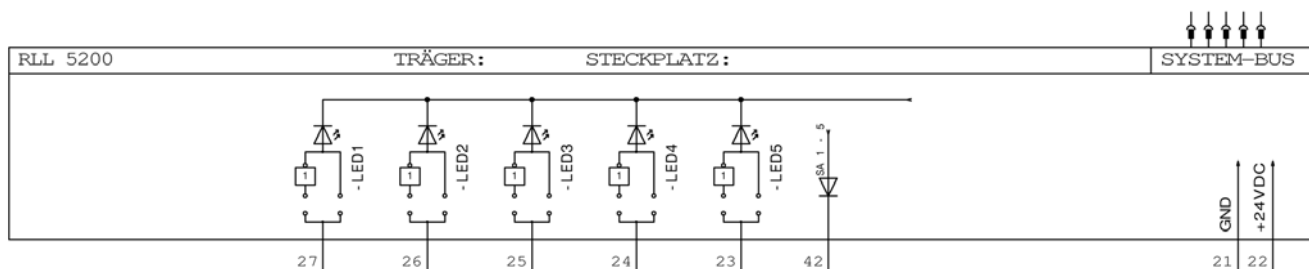 RLL 5200 TRÄGER: STECKPLATZ: SYSTEM-BUS
1 -LED1 1 -LED2 1 -LED3 1 -LED4 1 -LED5 SA 1 - 5 GND +24VDC
27 26 25 24 23 42 21 22